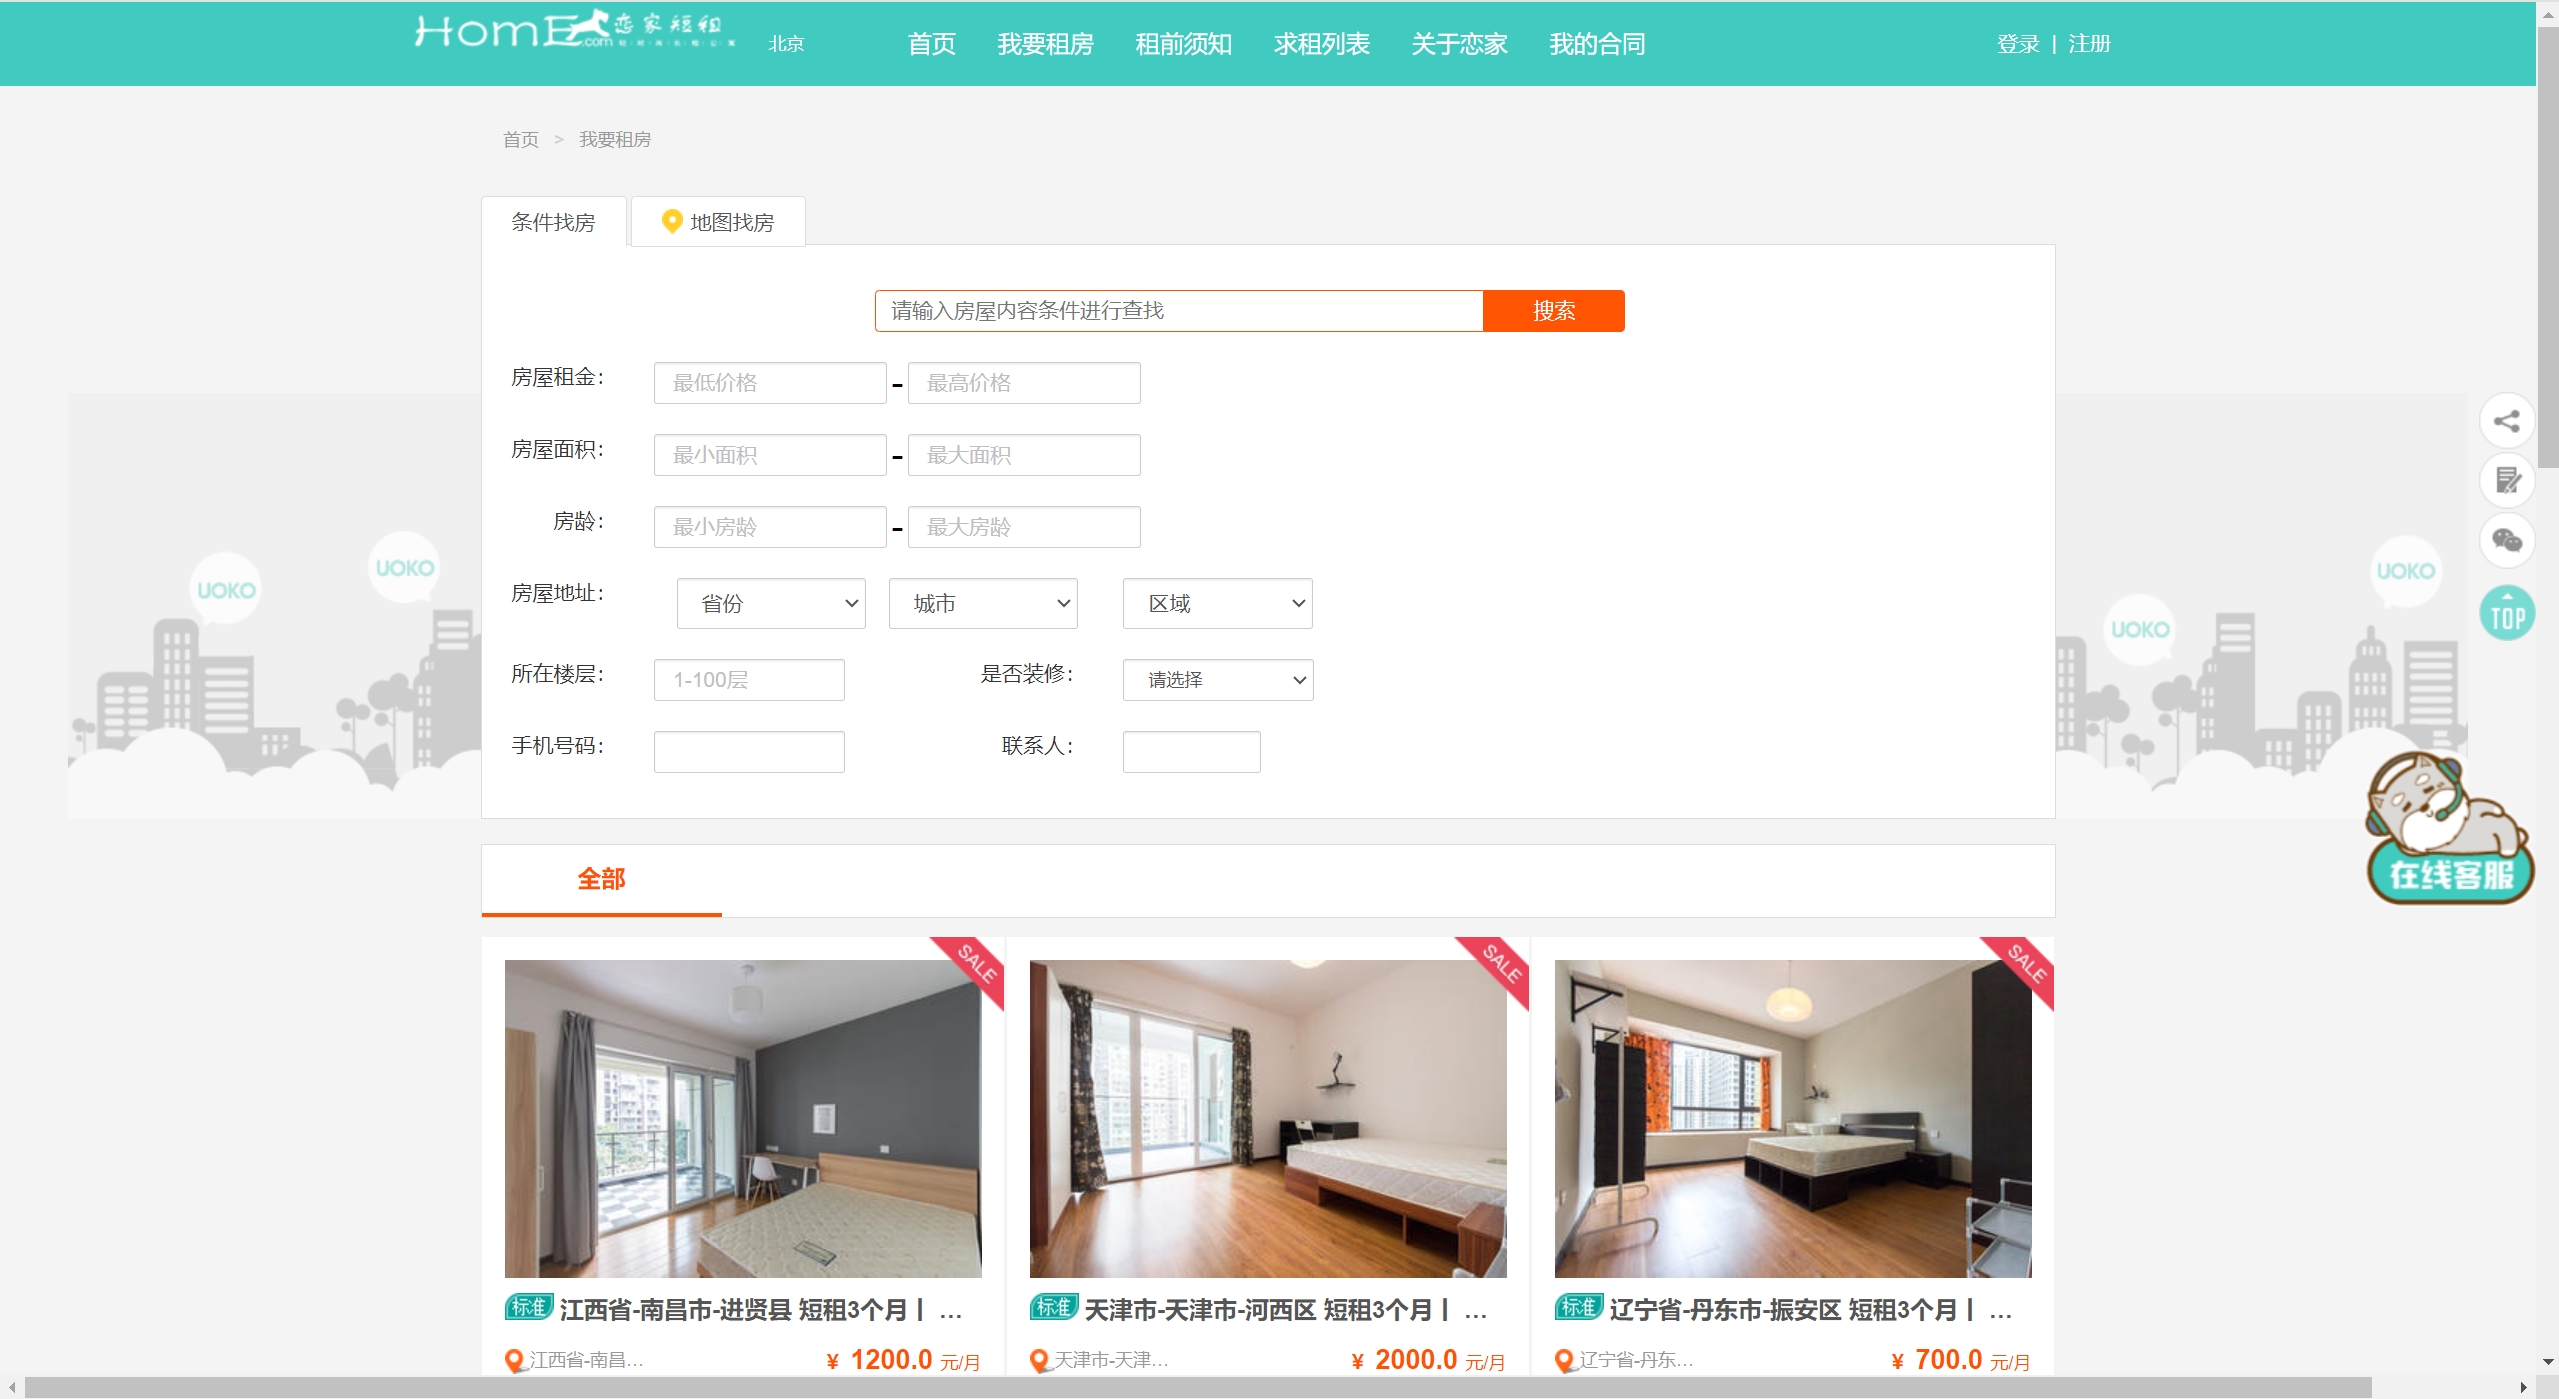 HomE.com 恋家短租
北京
首页 我要租房 租前须知 求租列表 关于恋家 我的合同
登录 | 注册
首页 > 我要租房
条件找房 地图找房
请输入房屋内容条件进行查找 搜索
房屋租金： 最低价格 - 最高价格
房屋面积： 最小面积 - 最大面积
房龄： 最小房龄 - 最大房龄
房屋地址： 省份 城市 区域
所在楼层： 1-100层 是否装修： 请选择
手机号码： 联系人：
UOKO UOKO UOKO UOKO
TOP
在线客服
全部
SALE SALE SALE
标准 江西省-南昌市-进贤县 短租3个月丨 ...
江西省-南昌... ¥ 1200.0 元/月
标准 天津市-天津市-河西区 短租3个月丨 ...
天津市-天津... ¥ 2000.0 元/月
标准 辽宁省-丹东市-振安区 短租3个月丨 ...
辽宁省-丹东... ¥ 700.0 元/月